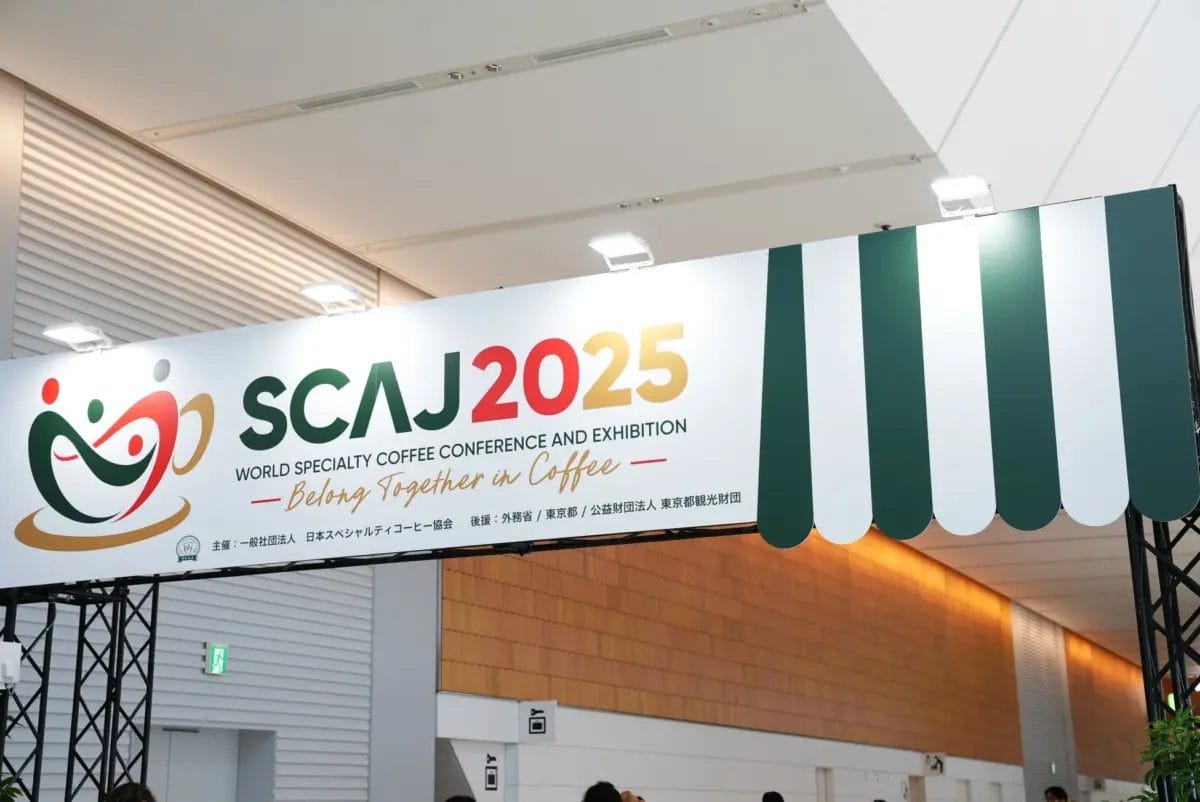 SCAJ2025
WORLD SPECIALTY COFFEE CONFERENCE AND EXHIBITION
Belong Together in Coffee
主催：一般社団法人 日本スペシャルティコーヒー協会 後援：外務省 / 東京都 / 公益財団法人 東京都観光財団